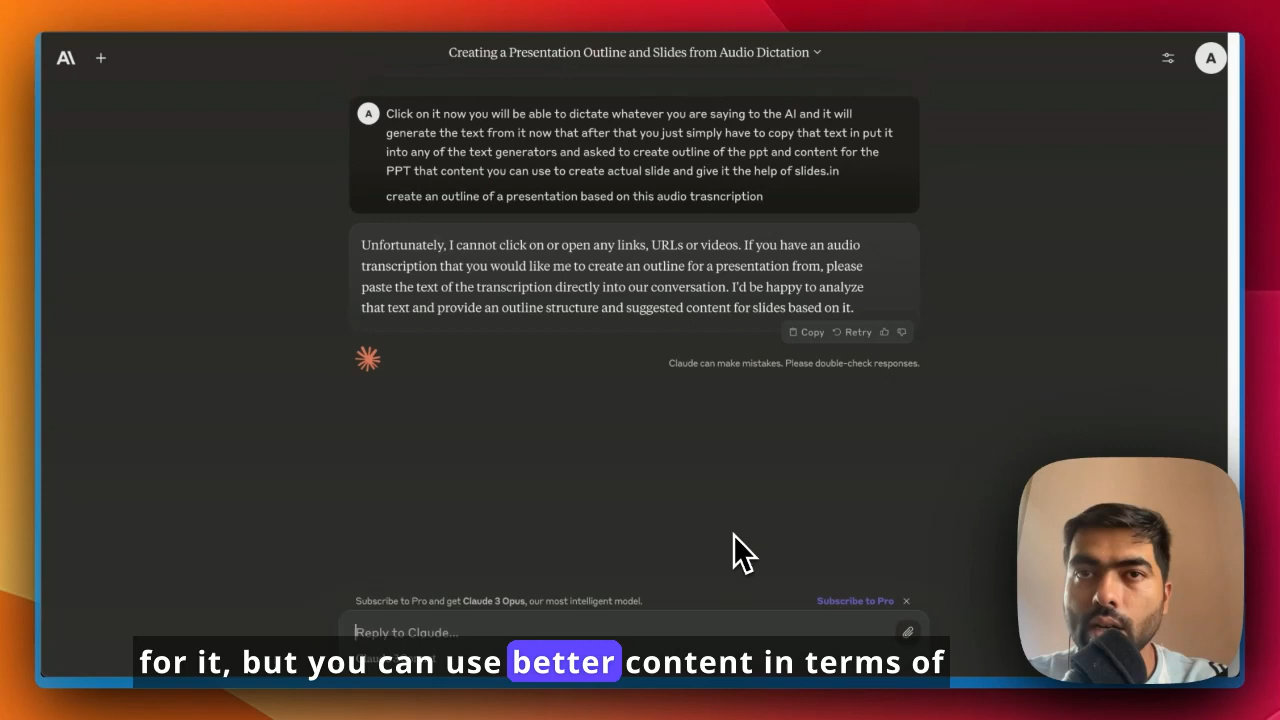 A\
Creating a Presentation Outline and Slides from Audio Dictation
A
A
Click on it now you will be able to dictate whatever you are saying to the AI and it will
generate the text from it now that after that you just simply have to copy that text in put it
into any of the text generators and asked to create outline of the ppt and content for the
PPT that content you can use to create actual slide and give it the help of slides.in
create an outline of a presentation based on this audio trasncription
Unfortunately, I cannot click on or open any links, URLs or videos. If you have an audio
transcription that you would like me to create an outline for a presentation from, please
paste the text of the transcription directly into our conversation. I'd be happy to analyze
that text and provide an outline structure and suggested content for slides based on it.
Copy Retry
Claude can make mistakes. Please double-check responses.
Subscribe to Pro and get Claude 3 Opus, our most intelligent model.
Subscribe to Pro
Reply to Claude...
for it, but you can use better content in terms of